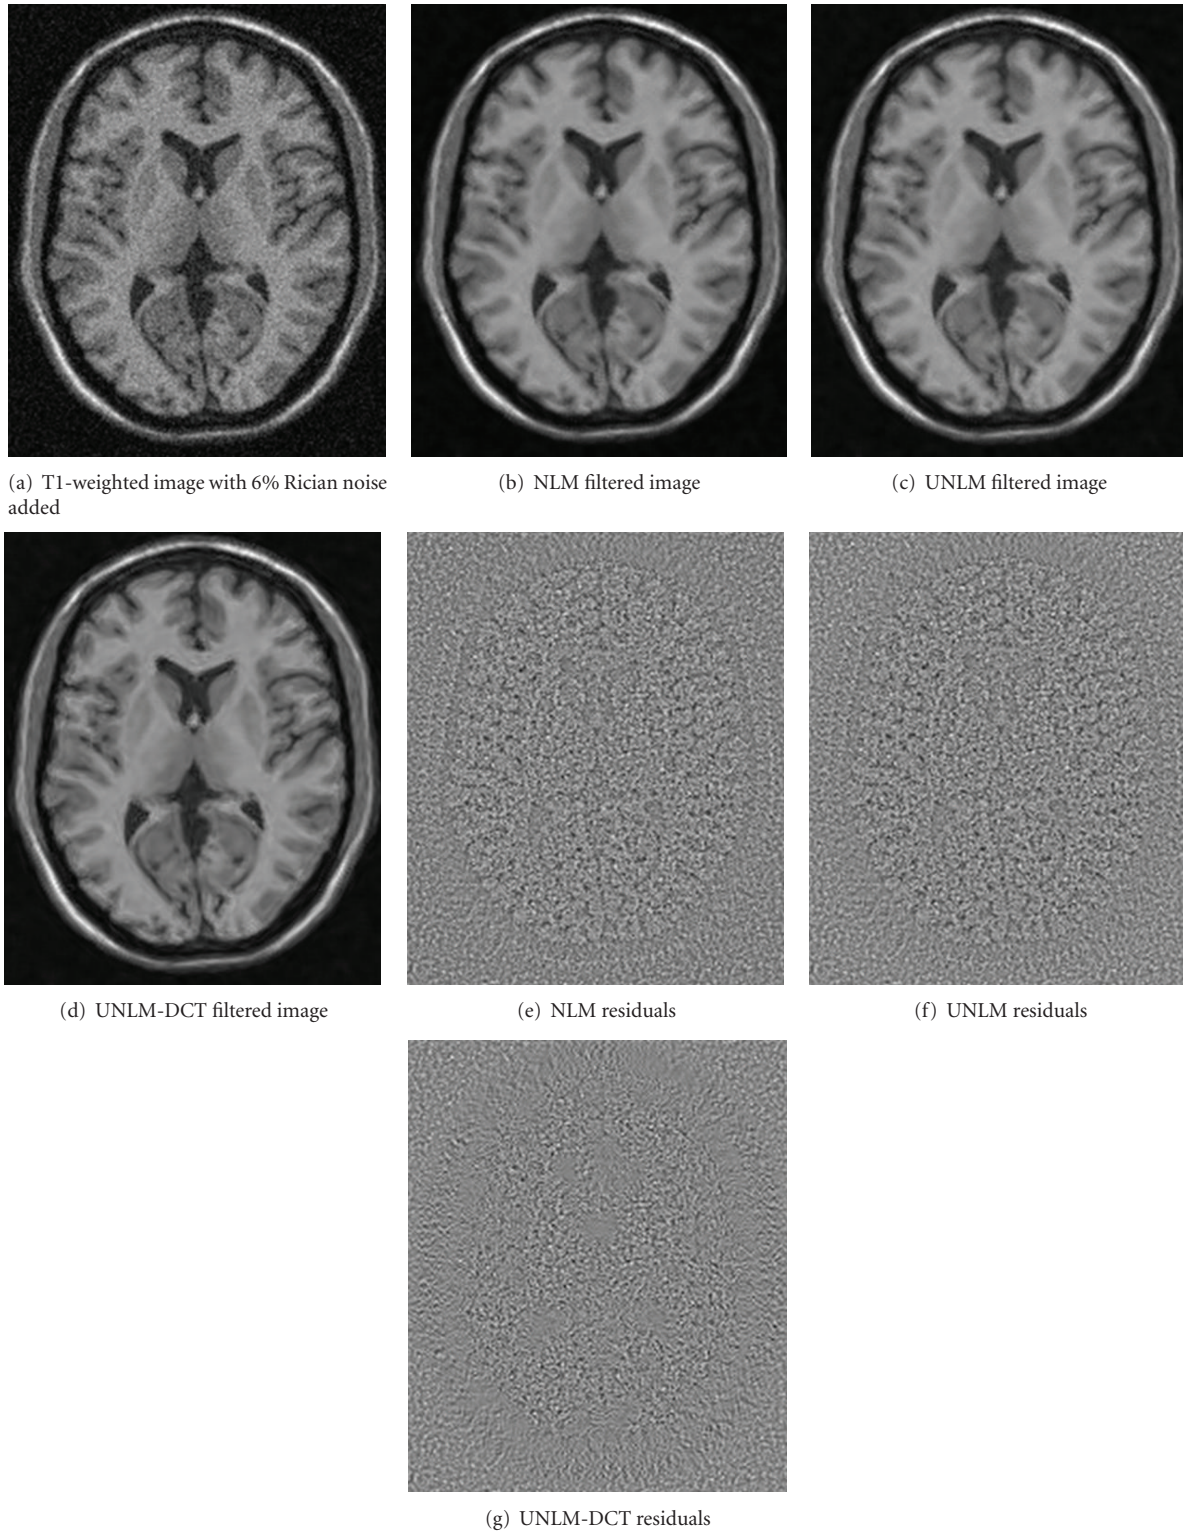 (a) T1-weighted image with 6% Rician noise
added
(b) NLM filtered image
(c) UNLM filtered image
(d) UNLM-DCT filtered image
(e) NLM residuals
(f) UNLM residuals
(g) UNLM-DCT residuals